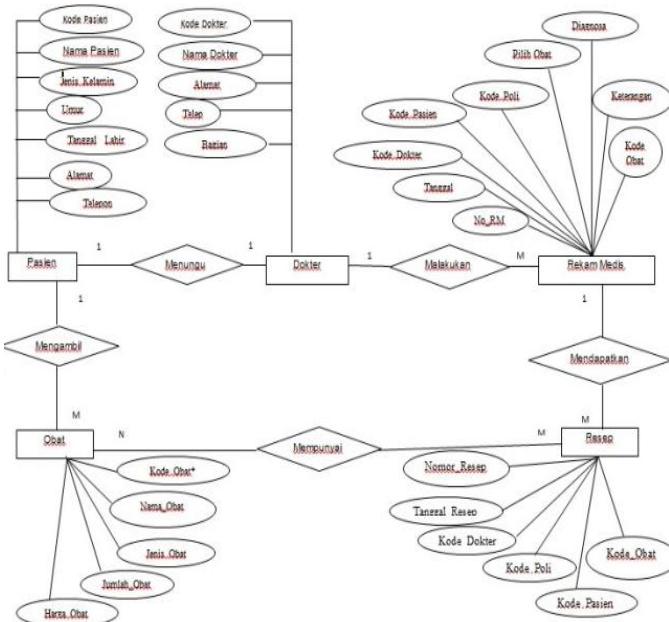 Kode Pasien
Nama Pasien
Jenis Kelamin
Umur
Tanggal Lahir
Alamat
Telepon
Kode Dokter
Nama Dokter
Alamat
Telep
Bagian
Diagnosa
Pilih Obat
Kode Poli
Keterangan
Kode Pasien
Kode
Obat
Kode Dokter
Tanggal
No_RM
Pasien
1
Menungu
1
Dokter
1
Malakukan
M
Rekam Medis
1
1
Mengambil
Mendapatkan
M
M
Obat
N
Mempunyai
M
Resep
Kode_Obat*
Nama_Obat
Jenis_Obat
Jumlah_Obat
Harga_Obat
Nomor_Resep
Tanggal Resep
Kode Dokter
Kode_Poli
Kode_Pasien
Kode_Obat